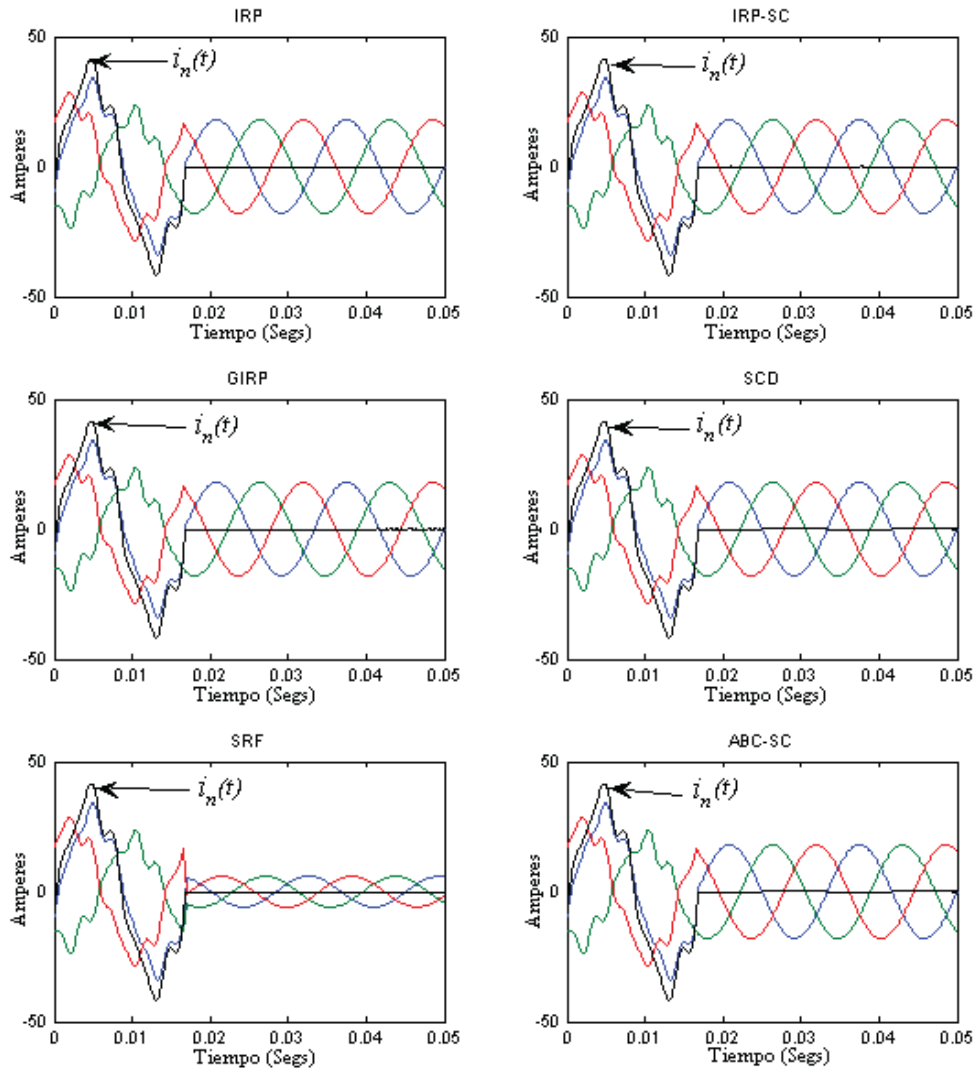 IRP
50
0
-50
Amperes
i_n(t)
0
0.01
0.02
0.03
0.04
0.05
Tiempo (Segs)
IRP-SC
50
0
-50
Amperes
i_n(t)
0
0.01
0.02
0.03
0.04
0.05
Tiempo (Segs)
GIRP
50
0
-50
Amperes
i_n(t)
0
0.01
0.02
0.03
0.04
0.05
Tiempo (Segs)
SCD
50
0
-50
Amperes
i_n(t)
0
0.01
0.02
0.03
0.04
0.05
Tiempo (Segs)
SRF
50
0
-50
Amperes
i_n(t)
0
0.01
0.02
0.03
0.04
0.05
Tiempo (Segs)
ABC-SC
50
0
-50
Amperes
i_n(t)
0
0.01
0.02
0.03
0.04
0.05
Tiempo (Segs)